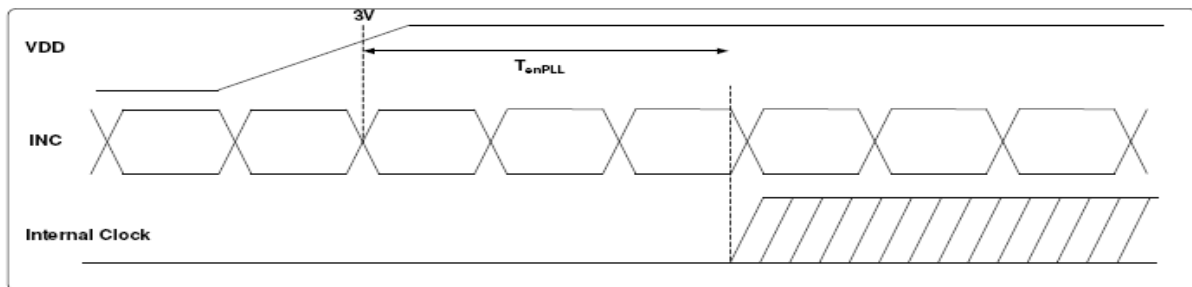 3V
VDD
TenPLL
INC
Internal Clock